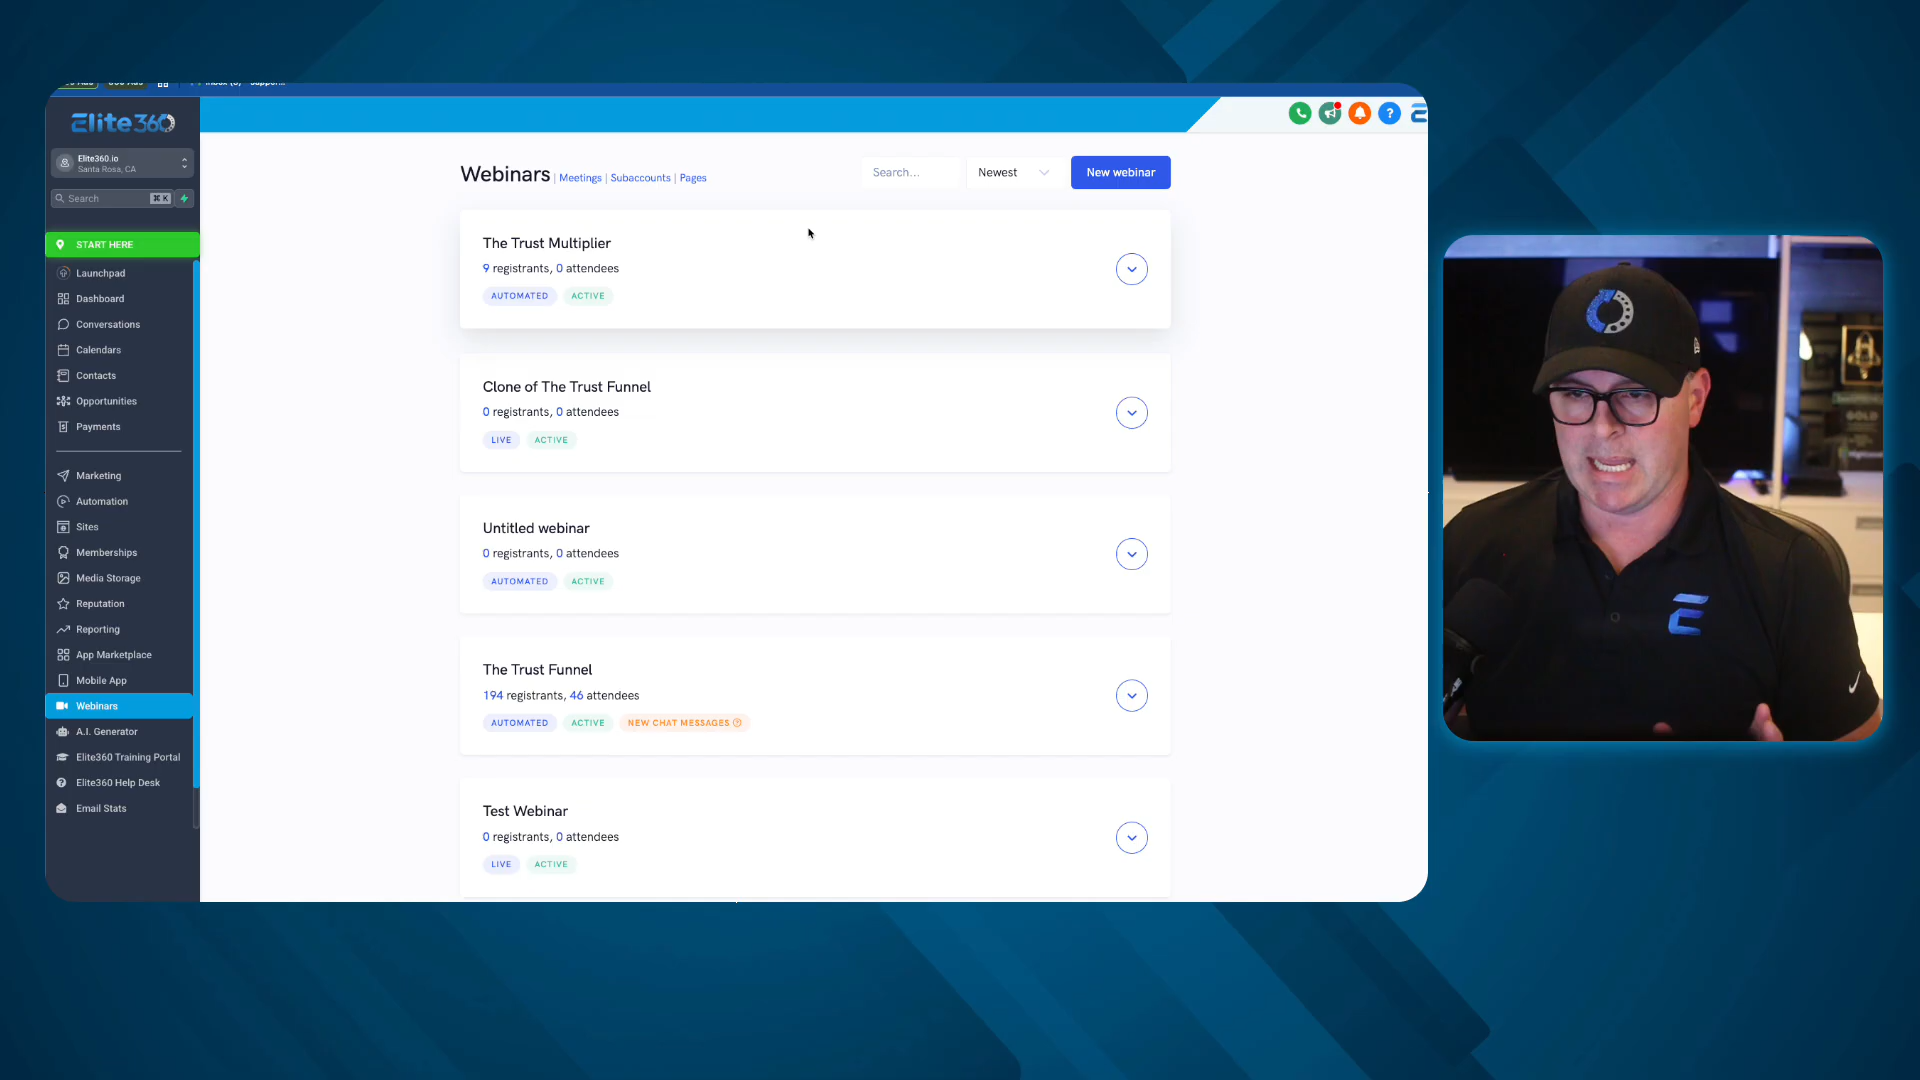 Elite360
Elite360.io
Santa Rosa, CA
Search ⌘ K
START HERE
Launchpad
Dashboard
Conversations
Calendars
Contacts
Opportunities
Payments
Marketing
Automation
Sites
Memberships
Media Storage
Reputation
Reporting
App Marketplace
Mobile App
Webinars
A.I. Generator
Elite360 Training Portal
Elite360 Help Desk
Email Stats
Webinars | Meetings | Subaccounts | Pages
Search...
Newest
New webinar
The Trust Multiplier
9 registrants, 0 attendees
AUTOMATED ACTIVE
Clone of The Trust Funnel
0 registrants, 0 attendees
LIVE ACTIVE
Untitled webinar
0 registrants, 0 attendees
AUTOMATED ACTIVE
The Trust Funnel
194 registrants, 46 attendees
AUTOMATED ACTIVE NEW CHAT MESSAGES
Test Webinar
0 registrants, 0 attendees
LIVE ACTIVE